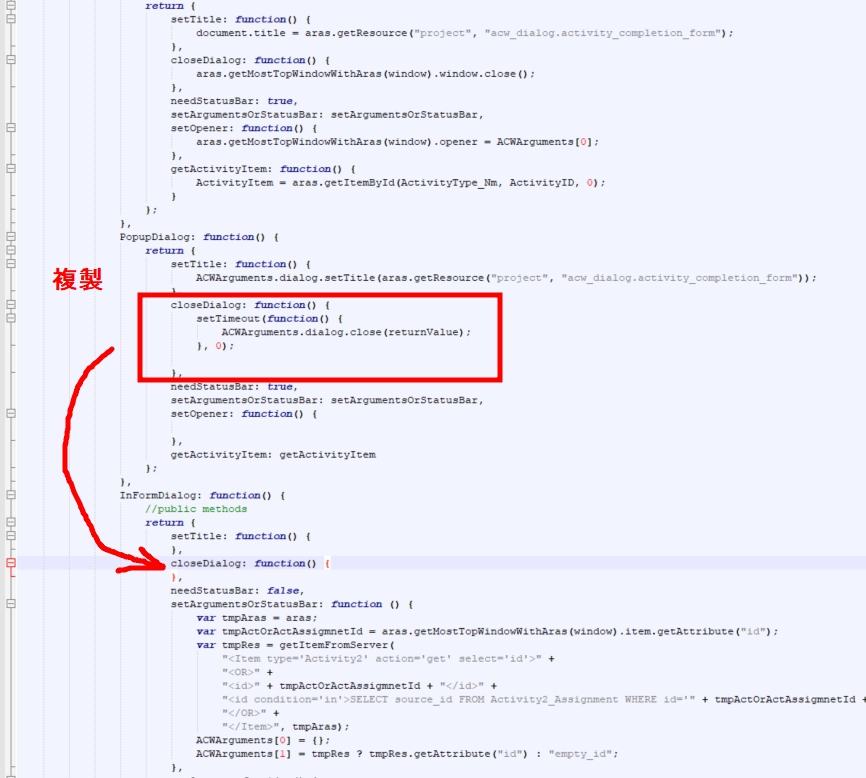 return {
setTitle: function() {
document.title = aras.getResource("project", "acw_dialog.activity_completion_form");
},
closeDialog: function() {
aras.getMostTopWindowWithAras(window).window.close();
},
needStatusBar: true,
setArgumentsOrStatusBar: setArgumentsOrStatusBar,
setOpener: function() {
aras.getMostTopWindowWithAras(window).opener = ACWArguments[0];
},
getActivityItem: function() {
ActivityItem = aras.getItemById(ActivityType_Nm, ActivityID, 0);
}
};
},
PopupDialog: function() {
return {
setTitle: function() {
ACWArguments.dialog.setTitle(aras.getResource("project", "acw_dialog.activity_completion_form"));
複製
},
closeDialog: function() {
setTimeout(function() {
ACWArguments.dialog.close(returnValue);
}, 0);
},
needStatusBar: true,
setArgumentsOrStatusBar: setArgumentsOrStatusBar,
setOpener: function() {
},
getActivityItem: getActivityItem
};
},
InFormDialog: function() {
//public methods
return {
setTitle: function() {
},
closeDialog: function() {
},
needStatusBar: false,
setArgumentsOrStatusBar: function () {
var tmpAras = aras;
var tmpActOrActAssigmnetId = aras.getMostTopWindowWithAras(window).item.getAttribute("id");
var tmpRes = getItemFromServer(
"<Item type='Activity2' action='get' select='id'>" +
"<OR>" +
"<id>" + tmpActOrActAssigmnetId + "</id>" +
"<id condition='in'>SELECT source_id FROM Activity2_Assignment WHERE id='" + tmpActOrActAssigmnetId +
"</OR>" +
"</Item>", tmpAras);
ACWArguments[0] = {};
ACWArguments[1] = tmpRes ? tmpRes.getAttribute("id") : "empty_id";
},